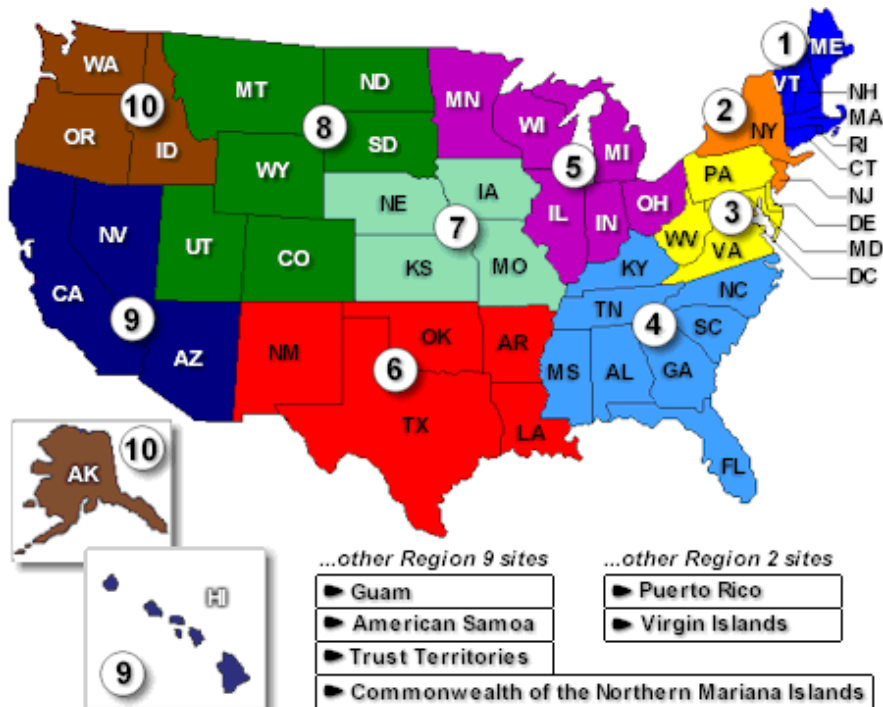 1
ME
WA
VT
NH
MT
ND
MN
2
MA
10
NY
RI
OR
8
WI
CT
ID
SD
MI
5
WY
PA
NJ
IA
NE
OH
3
DE
IL
IN
WV
MD
NV
7
VA
DC
UT
CO
KS
MO
KY
CA
NC
9
TN
4
OK
AR
SC
NM
6
AZ
MS
AL
GA
TX
LA
10
FL
AK
...other Region 9 sites
...other Region 2 sites
Guam
Puerto Rico
HI
American Samoa
Virgin Islands
Trust Territories
9
Commonwealth of the Northern Mariana Islands